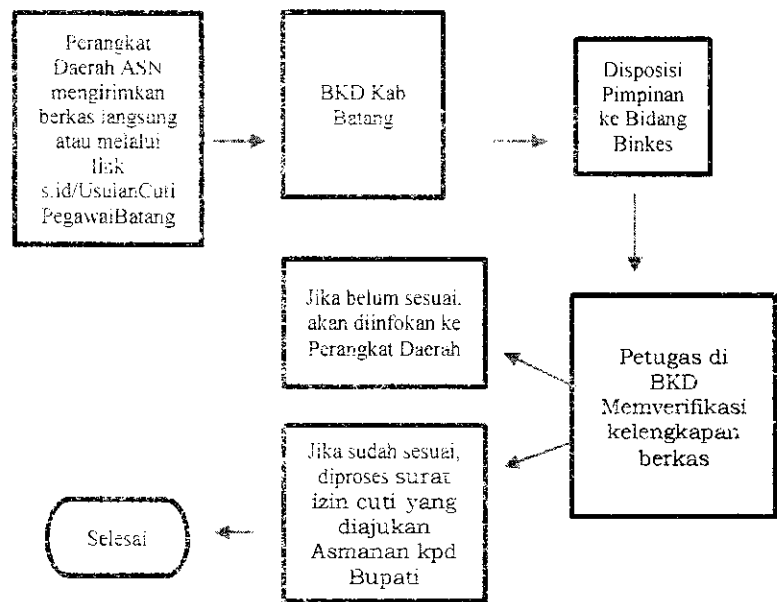 Perangkat
Daerah ASN
mengirimkan
berkas langsung
atau melalui
link
s.id/UsulanCuti
PegawaiBatang
BKD Kab
Batang
Disposisi
Pimpinan
ke Bidang
Binkes
Petugas di
BKD
Memverifikasi
kelengkapan
berkas
Jika belum sesuai,
akan diinfokan ke
Perangkat Daerah
Jika sudah sesuai,
diproses surat
izin cuti yang
diajukan
Asmanan kpd
Bupati
Selesai